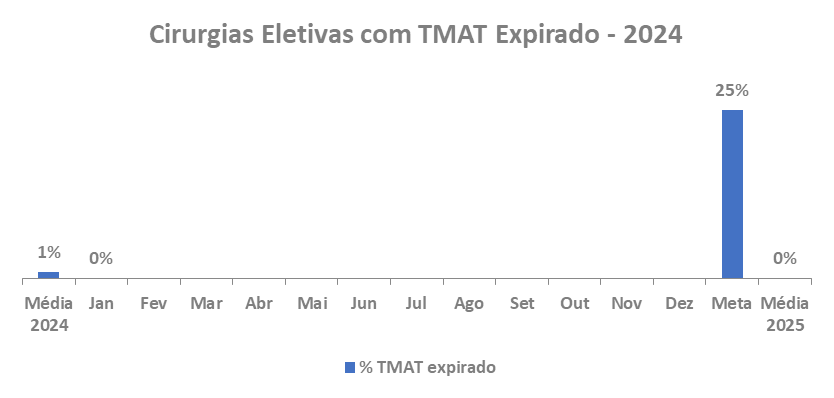 Cirurgias Eletivas com TMAT Expirado - 2024
25%
1%
0%
0%
Média Jan Fev Mar Abr Mai Jun Jul Ago Set Out Nov Dez Meta Média
2024 2025
% TMAT expirado